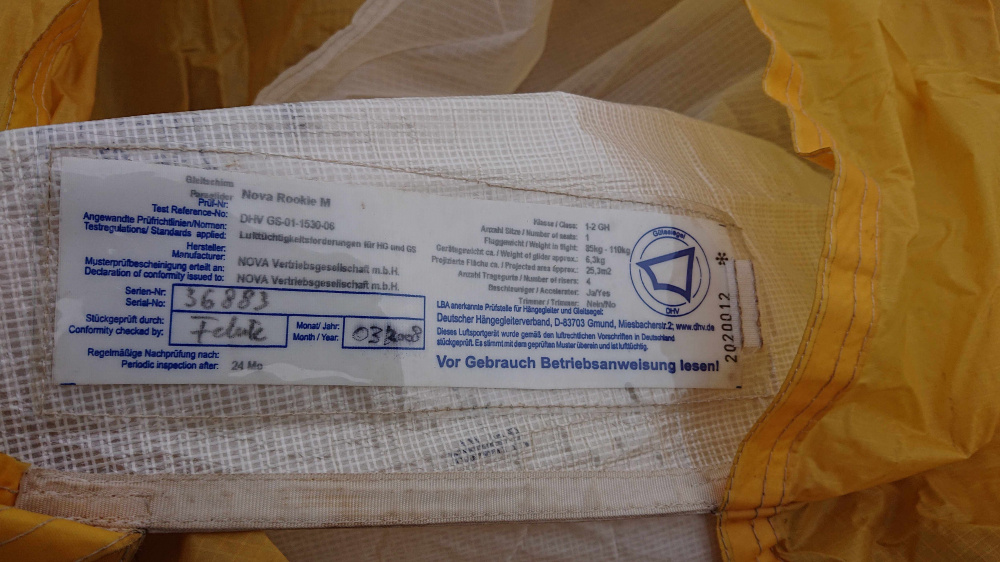 Gleitschirm
Paraglider
Nova Rookie M
Prüf-Nr:
Test Reference-No:
DHV GS-01-1530-06
Angewandte Prüfrichtlinien/Normen:
Testregulations/ Standards applied:
Lufttüchtigkeitsforderungen für HG und GS
Hersteller:
Manufacturer:
NOVA Vertriebsgesellschaft m.b.H.
Musterprüfbescheinigung erteilt an:
Declaration of conformity issued to:
NOVA Vertriebsgesellschaft m.b.H.
Serien-Nr:
Serial-No:
36883
Stückgeprüft durch:
Conformity checked by:
Monat/ Jahr:
Month / Year:
03/2008
Regelmäßige Nachprüfung nach:
Periodic inspection after:
24 Mo
Klasse / Class: 1-2 GH
Anzahl Sitze / Number of seats: 1
Fluggewicht / Weight in flight: 85kg - 110kg
Gerätegewicht ca. / Weight of glider approx.: 6,3kg
Projizierte Fläche ca. / Projected area approx.: 25,3m2
Anzahl Tragegurte / Number of risers: 4
Beschleuniger / Accelerator: Ja/Yes
Trimmer / Trimmer: Nein/No
LBA anerkannte Prüfstelle für Hängegleiter und Gleitsegel:
Deutscher Hängegleiterverband, D-83703 Gmund, Miesbacherstr.2; www.dhv.de
Dieses Luftsportgerät wurde gemäß den luftrechtlichen Vorschriften in Deutschland
stückgeprüft. Es stimmt mit dem geprüften Muster überein und ist lufttüchtig.
Vor Gebrauch Betriebsanweisung lesen!
Gütesiegel
DHV
2020012 *